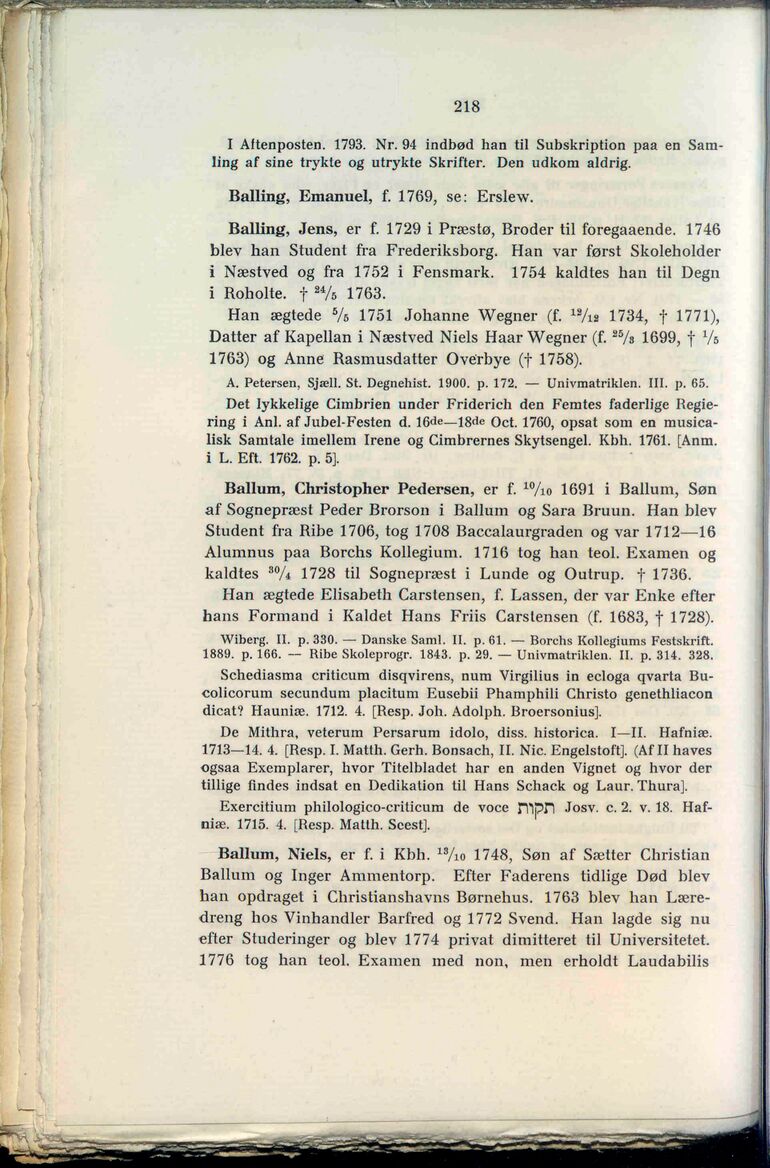 218
I Aftenposten. 1793. Nr. 94 indbød han til Subskription paa en Sam-
ling af sine trykte og utrykte Skrifter. Den udkom aldrig.
Balling, Emanuel, f. 1769, se: Erslew.
Balling, Jens, er f. 1729 i Præstø, Broder til foregaaende. 1746
blev han Student fra Frederiksborg. Han var først Skoleholder
i Næstved og fra 1752 i Fensmark. 1754 kaldtes han til Degn
i Roholte. † 24/5 1763.
Han ægtede 5/5 1751 Johanne Wegner (f. 12/12 1734, † 1771),
Datter af Kapellan i Næstved Niels Haar Wegner (f. 25/3 1699, † 1/5
1763) og Anne Rasmusdatter Overbye († 1758).
A. Petersen, Sjæll. St. Degnehist. 1900. p. 172. — Univmatriklen. III. p. 65.
Det lykkelige Cimbrien under Friderich den Femtes faderlige Regie-
ring i Anl. af Jubel-Festen d. 16de—18de Oct. 1760, opsat som en musica-
lisk Samtale imellem Irene og Cimbrernes Skytsengel. Kbh. 1761. [Anm.
i L. Eft. 1762. p. 5].
Ballum, Christopher Pedersen, er f. 10/10 1691 i Ballum, Søn
af Sognepræst Peder Brorson i Ballum og Sara Bruun. Han blev
Student fra Ribe 1706, tog 1708 Baccalaurgraden og var 1712—16
Alumnus paa Borchs Kollegium. 1716 tog han teol. Examen og
kaldtes 30/4 1728 til Sognepræst i Lunde og Outrup. † 1736.
Han ægtede Elisabeth Carstensen, f. Lassen, der var Enke efter
hans Formand i Kaldet Hans Friis Carstensen (f. 1683, † 1728).
Wiberg. II. p. 330. — Danske Saml. II. p. 61. — Borchs Kollegiums Festskrift.
1889. p. 166. — Ribe Skoleprogr. 1843. p. 29. — Univmatriklen. II. p. 314. 328.
Schediasma criticum disqvirens, num Virgilius in ecloga qvarta Bu-
colicorum secundum placitum Eusebii Phamphili Christo genethliacon
dicat? Hauniæ. 1712. 4. [Resp. Joh. Adolph. Broersonius].
De Mithra, veterum Persarum idolo, diss. historica. I—II. Hafniæ.
1713—14. 4. [Resp. I. Matth. Gerh. Bonsach, II. Nic. Engelstoft]. (Af II haves
ogsaa Exemplarer, hvor Titelbladet har en anden Vignet og hvor der
tillige findes indsat en Dedikation til Hans Schack og Laur. Thura].
Exercitium philologico-criticum de voce תקות Josv. c. 2. v. 18. Haf-
niæ. 1715. 4. [Resp. Matth. Seest].
Ballum, Niels, er f. i Kbh. 13/10 1748, Søn af Sætter Christian
Ballum og Inger Ammentorp. Efter Faderens tidlige Død blev
han opdraget i Christianshavns Børnehus. 1763 blev han Lære-
dreng hos Vinhandler Barfred og 1772 Svend. Han lagde sig nu
efter Studeringer og blev 1774 privat dimitteret til Universitetet.
1776 tog han teol. Examen med non, men erholdt Laudabilis